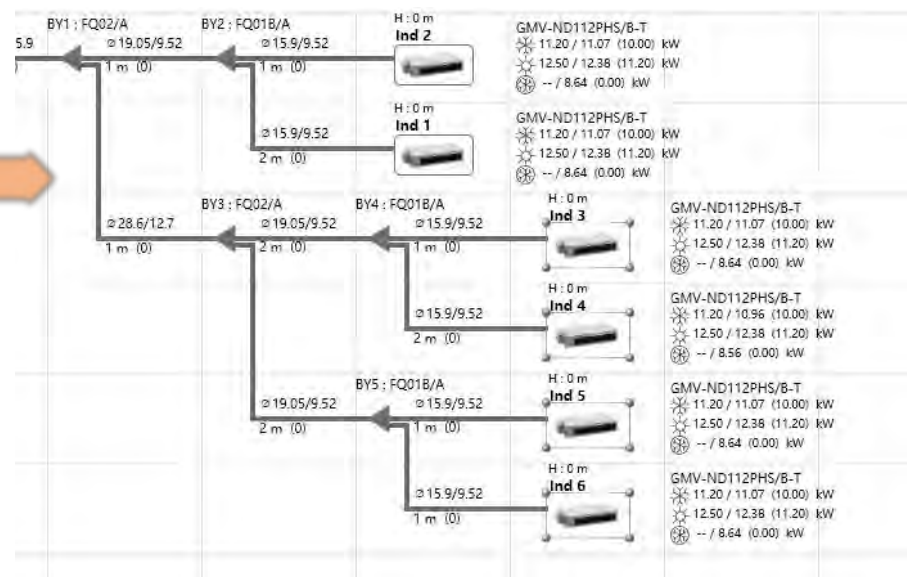 BY1 : FQ02/A
BY2 : FQ01B/A
H : 0 m
Ind 2
GMV-ND112PHS/B-T
5.9
⌀19.05/9.52
⌀15.9/9.52
11.20 / 11.07 (10.00) kW
12.50 / 12.38 (11.20) kW
-- / 8.64 (0.00) kW
1 m (0)
1 m (0)
H : 0 m
Ind 1
GMV-ND112PHS/B-T
⌀15.9/9.52
11.20 / 11.07 (10.00) kW
12.50 / 12.38 (11.20) kW
-- / 8.64 (0.00) kW
2 m (0)
BY3 : FQ02/A
BY4 : FQ01B/A
H : 0 m
Ind 3
GMV-ND112PHS/B-T
⌀28.6/12.7
⌀19.05/9.52
⌀15.9/9.52
11.20 / 11.07 (10.00) kW
12.50 / 12.38 (11.20) kW
-- / 8.64 (0.00) kW
1 m (0)
2 m (0)
1 m (0)
H : 0 m
Ind 4
GMV-ND112PHS/B-T
⌀15.9/9.52
11.20 / 10.96 (10.00) kW
12.50 / 12.38 (11.20) kW
-- / 8.56 (0.00) kW
2 m (0)
BY5 : FQ01B/A
H : 0 m
Ind 5
GMV-ND112PHS/B-T
⌀19.05/9.52
⌀15.9/9.52
11.20 / 11.07 (10.00) kW
12.50 / 12.38 (11.20) kW
-- / 8.64 (0.00) kW
2 m (0)
1 m (0)
H : 0 m
Ind 6
GMV-ND112PHS/B-T
⌀15.9/9.52
11.20 / 11.07 (10.00) kW
12.50 / 12.38 (11.20) kW
-- / 8.64 (0.00) kW
1 m (0)